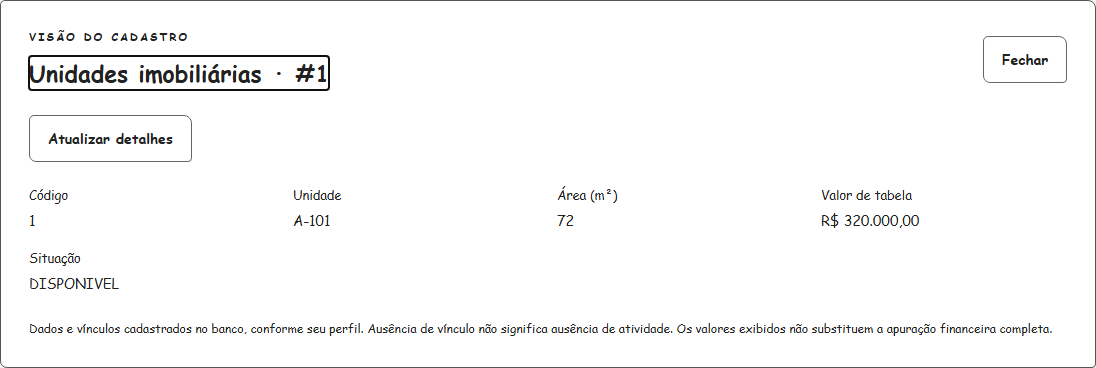 VISÃO DO CADASTRO
Unidades imobiliárias · #1
Fechar
Atualizar detalhes
Código
1
Unidade
A-101
Área (m²)
72
Valor de tabela
R$ 320.000,00
Situação
DISPONIVEL
Dados e vínculos cadastrados no banco, conforme seu perfil. Ausência de vínculo não significa ausência de atividade. Os valores exibidos não substituem a apuração financeira completa.